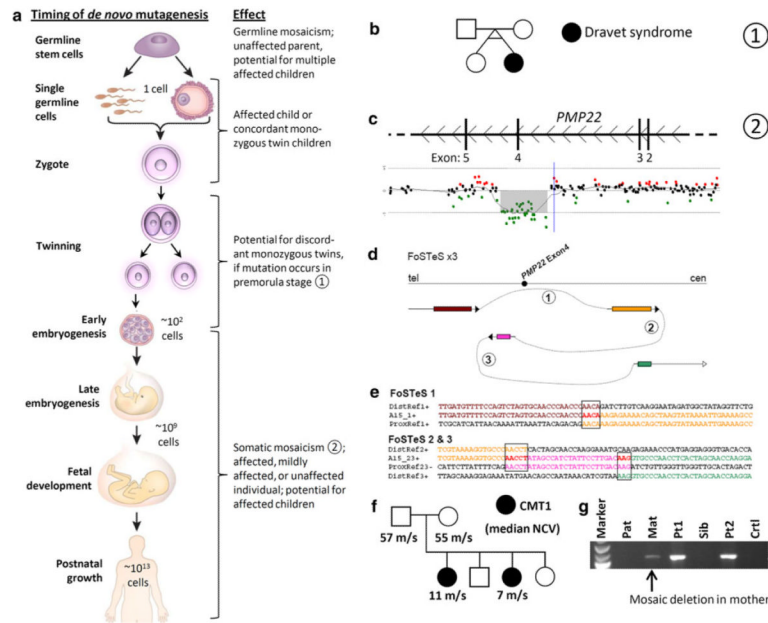 a
Timing of de novo mutagenesis
Effect
Germline stem cells
Germline mosaicism; unaffected parent, potential for multiple affected children
Single germline cells
1 cell
Affected child or concordant monozygous twin children
Zygote
Twinning
Potential for discordant monozygous twins, if mutation occurs in premorula stage ①
Early embryogenesis
~10² cells
Late embryogenesis
~10⁹ cells
Somatic mosaicism ②; affected, mildly affected, or unaffected individual; potential for affected children
Fetal development
Postnatal growth
~10¹³ cells
b
Dravet syndrome
①
c
PMP22
②
Exon: 5
4
3 2
d
FoSTeS x3
PMP22 Exon4
tel
cen
①
②
③
e
FoSTeS 1
DistRef1+
A15_1+
ProxRef1+
FoSTeS 2 & 3
DistRef2+
A15_23+
ProxRef23-
DistRef3+
f
CMT1
(median NCV)
57 m/s
55 m/s
11 m/s
7 m/s
g
Marker
Pat
Mat
Pt1
Sib
Pt2
Crtl
Mosaic deletion in mother